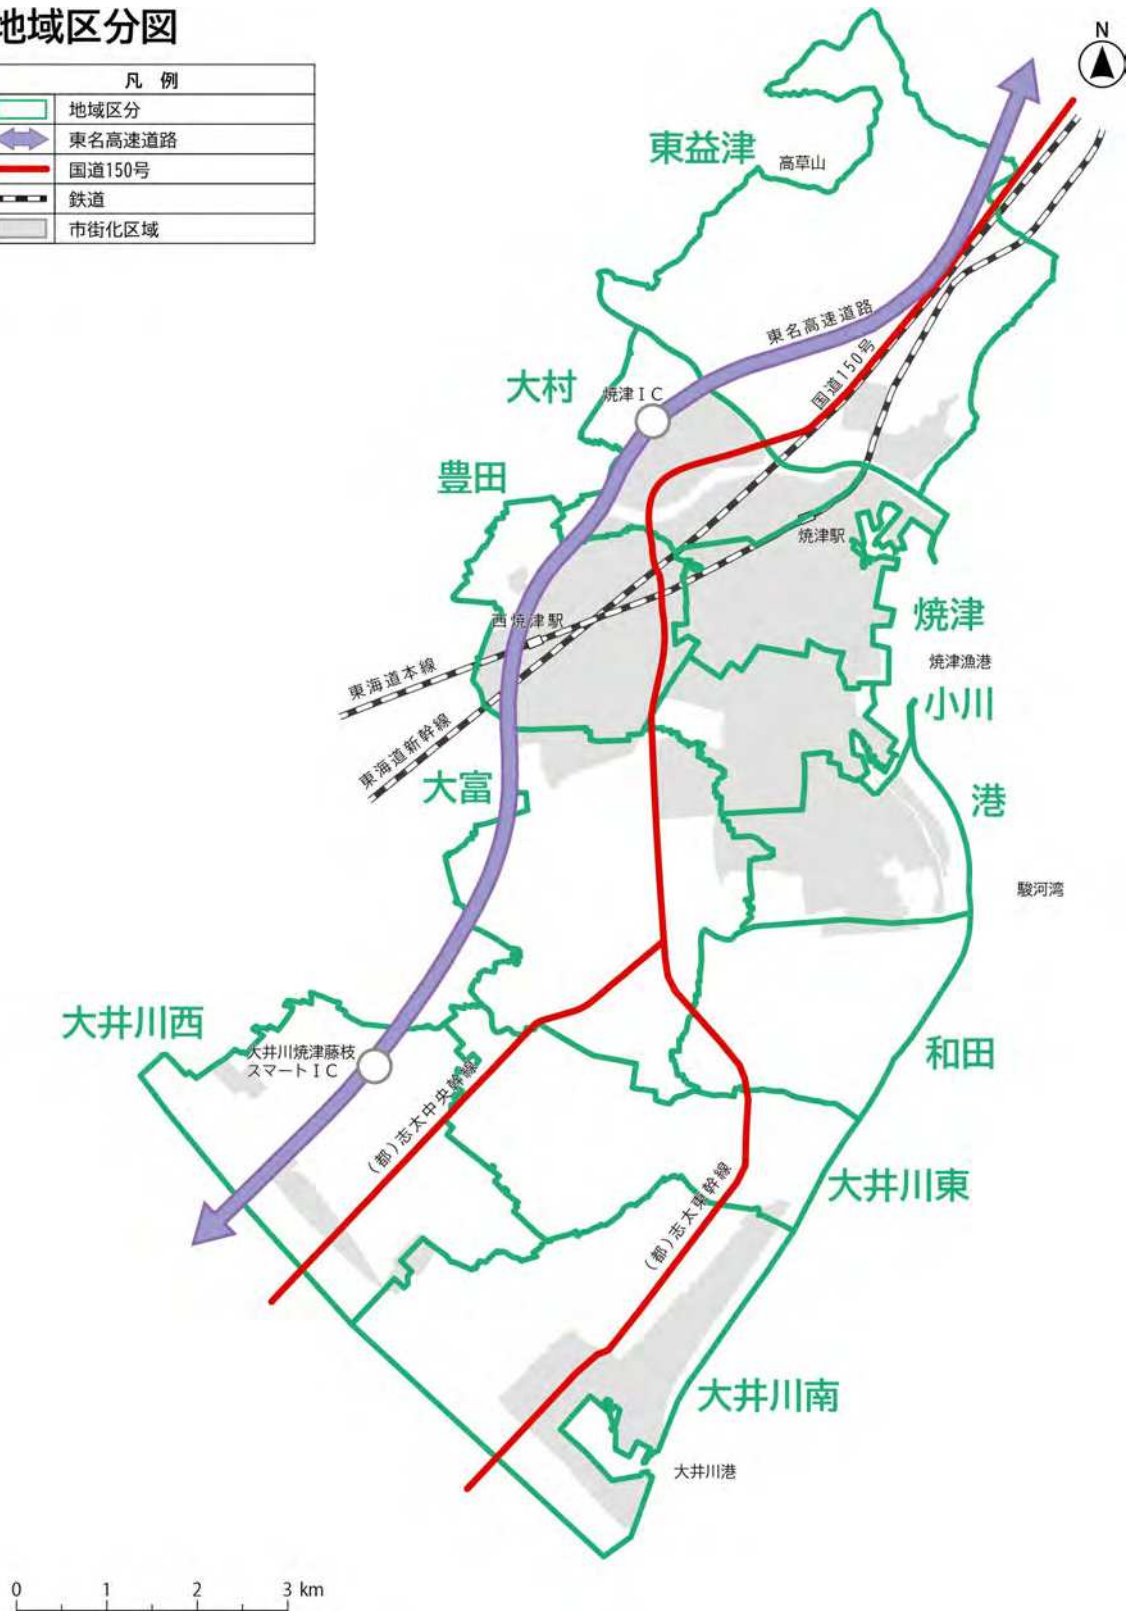 地域区分図
凡 例
地域区分
東名高速道路
国道150号
鉄道
市街化区域
N
東益津
高草山
東名高速道路
国道150号
大村
焼津IC
豊田
焼津駅
西焼津駅
焼津
焼津漁港
東海道本線
小川
東海道新幹線
大富
港
駿河湾
大井川西
大井川焼津藤枝
スマートIC
和田
(都)志太中央幹線
大井川東
(都)志太東幹線
大井川南
大井川港
0 1 2 3 km